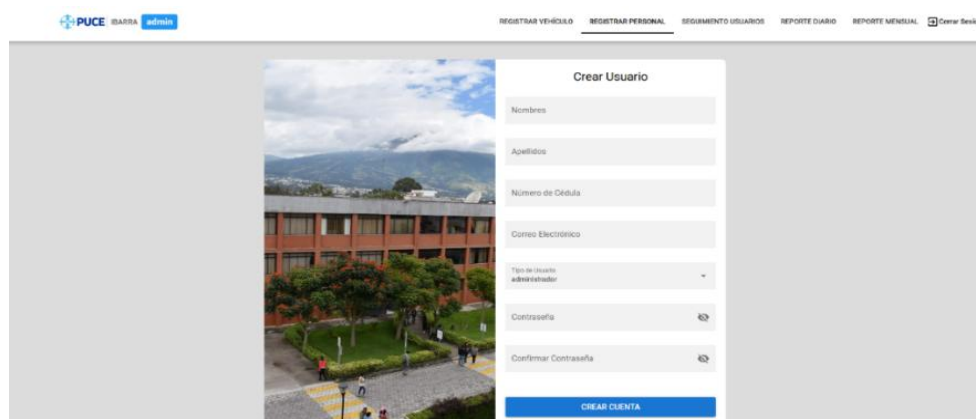 PUCE IBARRA admin
REGISTRAR VEHÍCULO REGISTRAR PERSONAL SEGUIMIENTO USUARIOS REPORTE DIARIO REPORTE MENSUAL Cerrar Sesió
Crear Usuario
Nombres
Apellidos
Número de Cédula
Correo Electrónico
Tipo de Usuario
administrador
Contraseña
Confirmar Contraseña
CREAR CUENTA